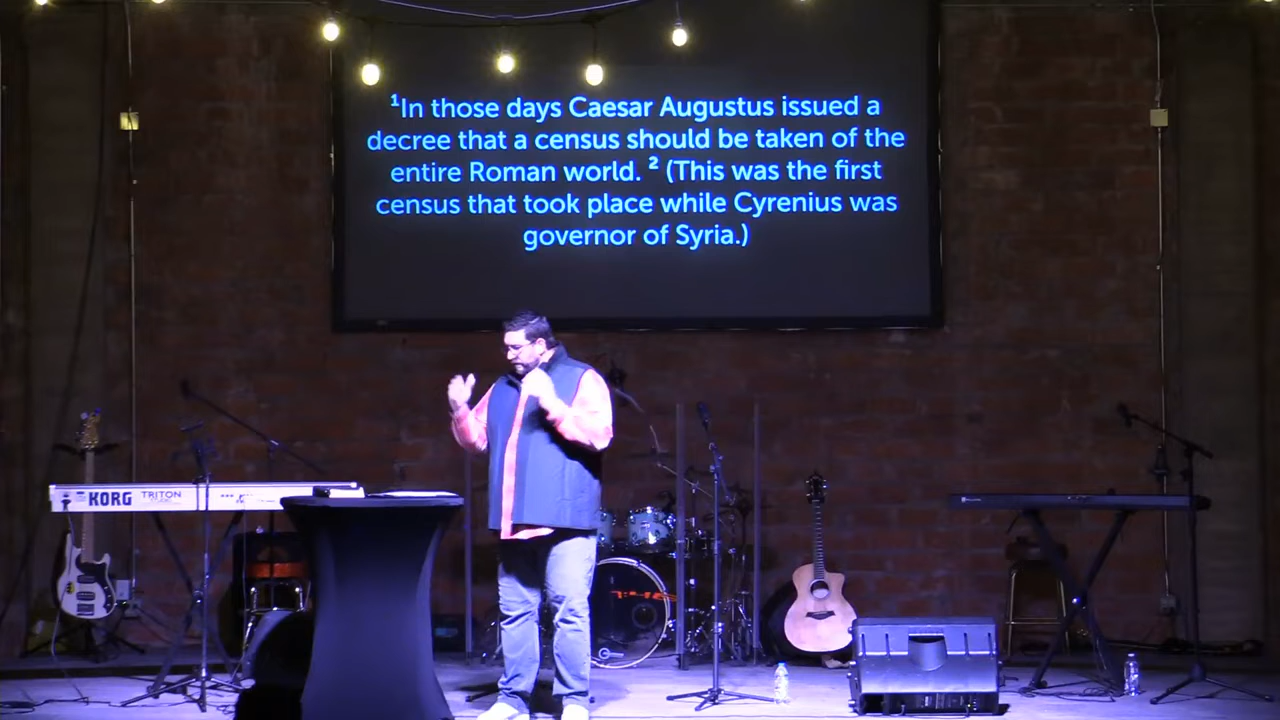 ¹In those days Caesar Augustus issued a
decree that a census should be taken of the
entire Roman world. ² (This was the first
census that took place while Cyrenius was
governor of Syria.)
KORG TRITON